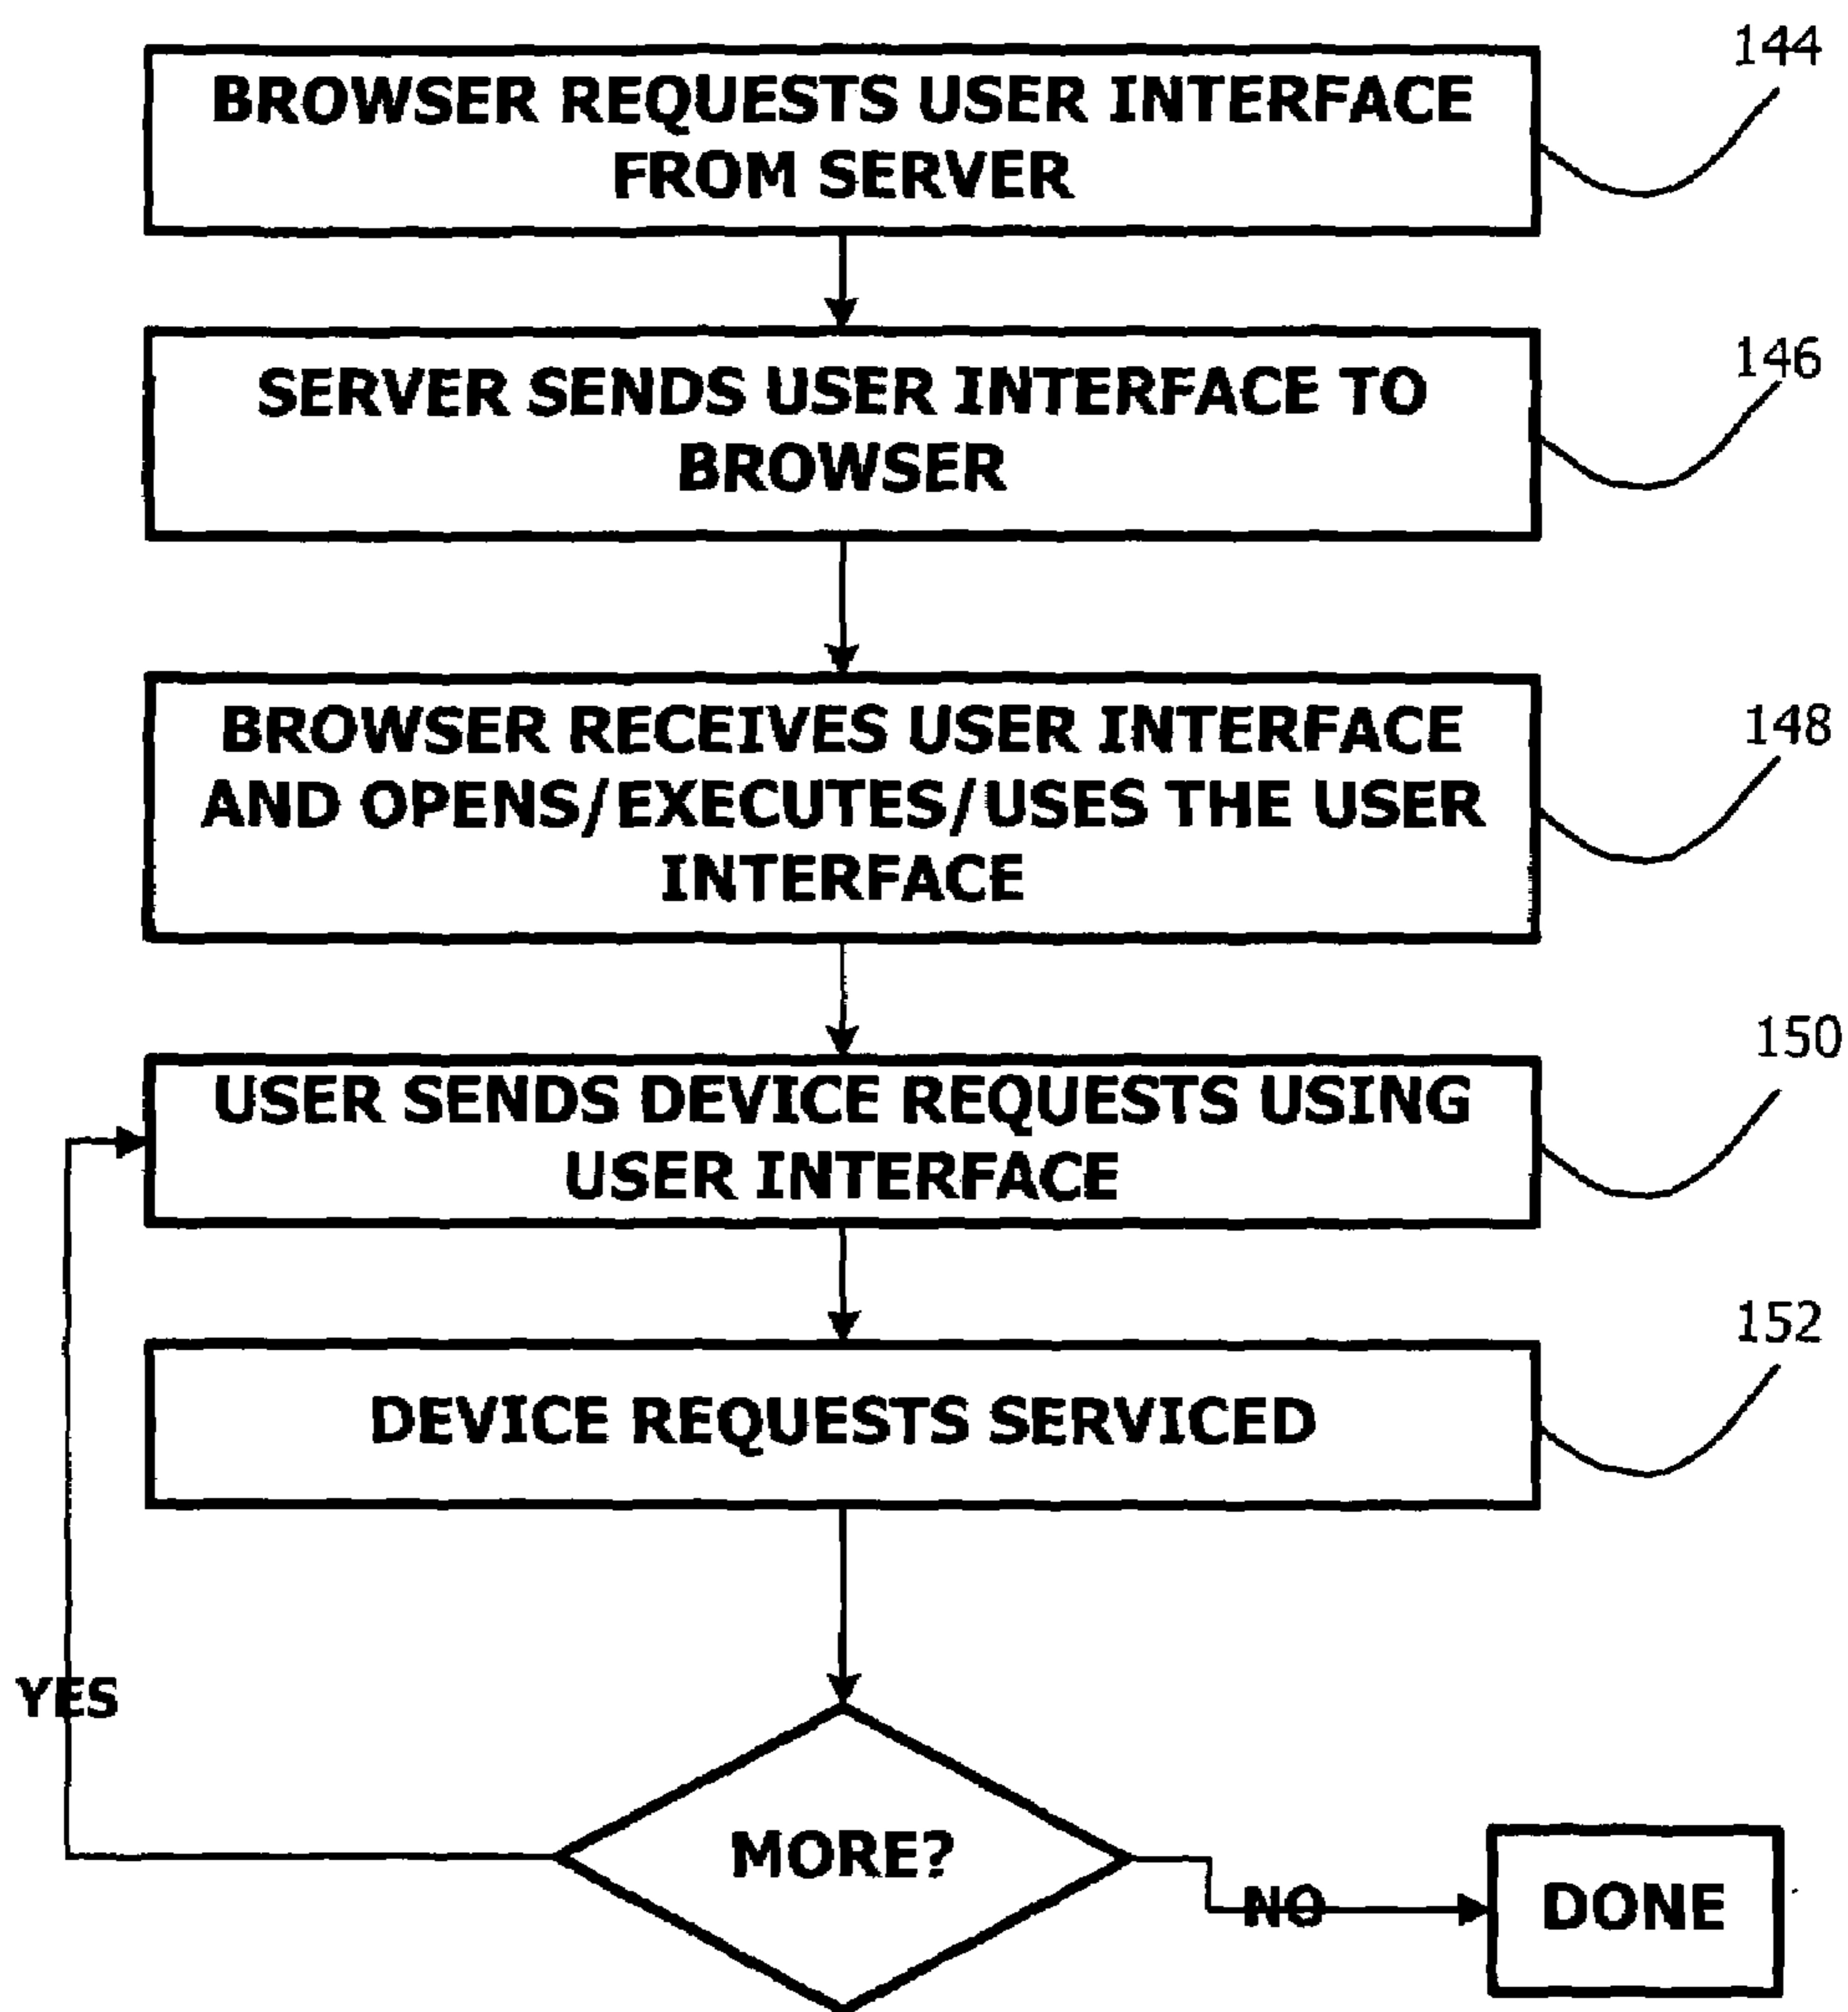 144
BROWSER REQUESTS USER INTERFACE
FROM SERVER
146
SERVER SENDS USER INTERFACE TO
BROWSER
148
BROWSER RECEIVES USER INTERFACE
AND OPENS/EXECUTES/USES THE USER
INTERFACE
150
USER SENDS DEVICE REQUESTS USING
USER INTERFACE
152
DEVICE REQUESTS SERVICED
YES
MORE?
NO
DONE